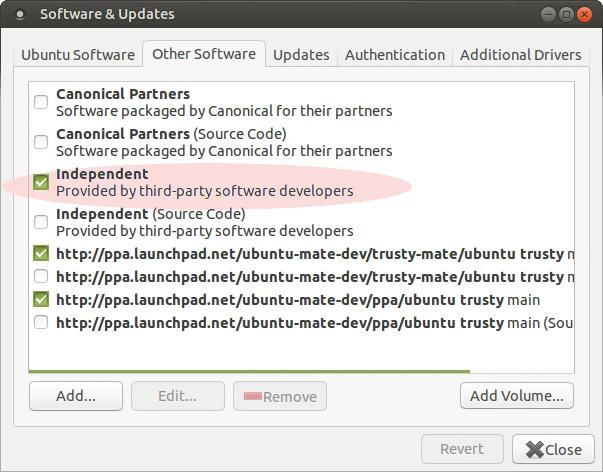 Software & Updates
Ubuntu Software Other Software Updates Authentication Additional Drivers
Canonical Partners
Software packaged by Canonical for their partners
Canonical Partners (Source Code)
Software packaged by Canonical for their partners
Independent
Provided by third-party software developers
Independent (Source Code)
Provided by third-party software developers
http://ppa.launchpad.net/ubuntu-mate-dev/trusty-mate/ubuntu trusty
http://ppa.launchpad.net/ubuntu-mate-dev/trusty-mate/ubuntu trusty
http://ppa.launchpad.net/ubuntu-mate-dev/ppa/ubuntu trusty main
http://ppa.launchpad.net/ubuntu-mate-dev/ppa/ubuntu trusty main (Sou
Add... Edit... Remove Add Volume...
Revert Close